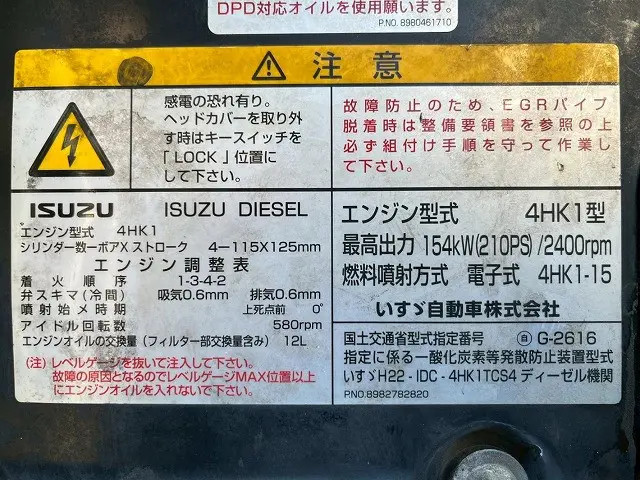 DPD対応オイルを使用願います.
P.NO. 8980461710
注意
感電の恐れ有り。
ヘッドカバーを取り外
す時はキースイッチを
「LOCK」位置に
して下さい。
故障防止のため、EGRパイプ
脱着時は整備要領書を参照の上
必ず組付け手順を守って作業し
て下さい。
ISUZU ISUZU DIESEL
エンジン型式 4HK1
シリンダー数ーボアX ストローク 4-115X125mm
エンジン調整表
着火順序 1-3-4-2
弁スキマ(冷間) 吸気0.6mm 排気0.6mm
噴射始メ時期 上死点前 0°
アイドル回転数 580rpm
エンジンオイルの交換量(フィルター部交換量含み) 12L
(注) レベルゲージを抜いて注入して下さい。
故障の原因となるのでレベルゲージMAX位置以上
にエンジンオイルを入れないで下さい。
エンジン型式 4HK1型
最高出力 154kW(210PS)/2400rpm
燃料噴射方式 電子式 4HK1-15
いすゞ自動車株式会社
国土交通省型式指定番号 自 G-2616
指定に係る一酸化炭素等発散防止装置型式
いすゞH22-IDC-4HK1TCS4 ディーゼル機関
P.NO.8982782820